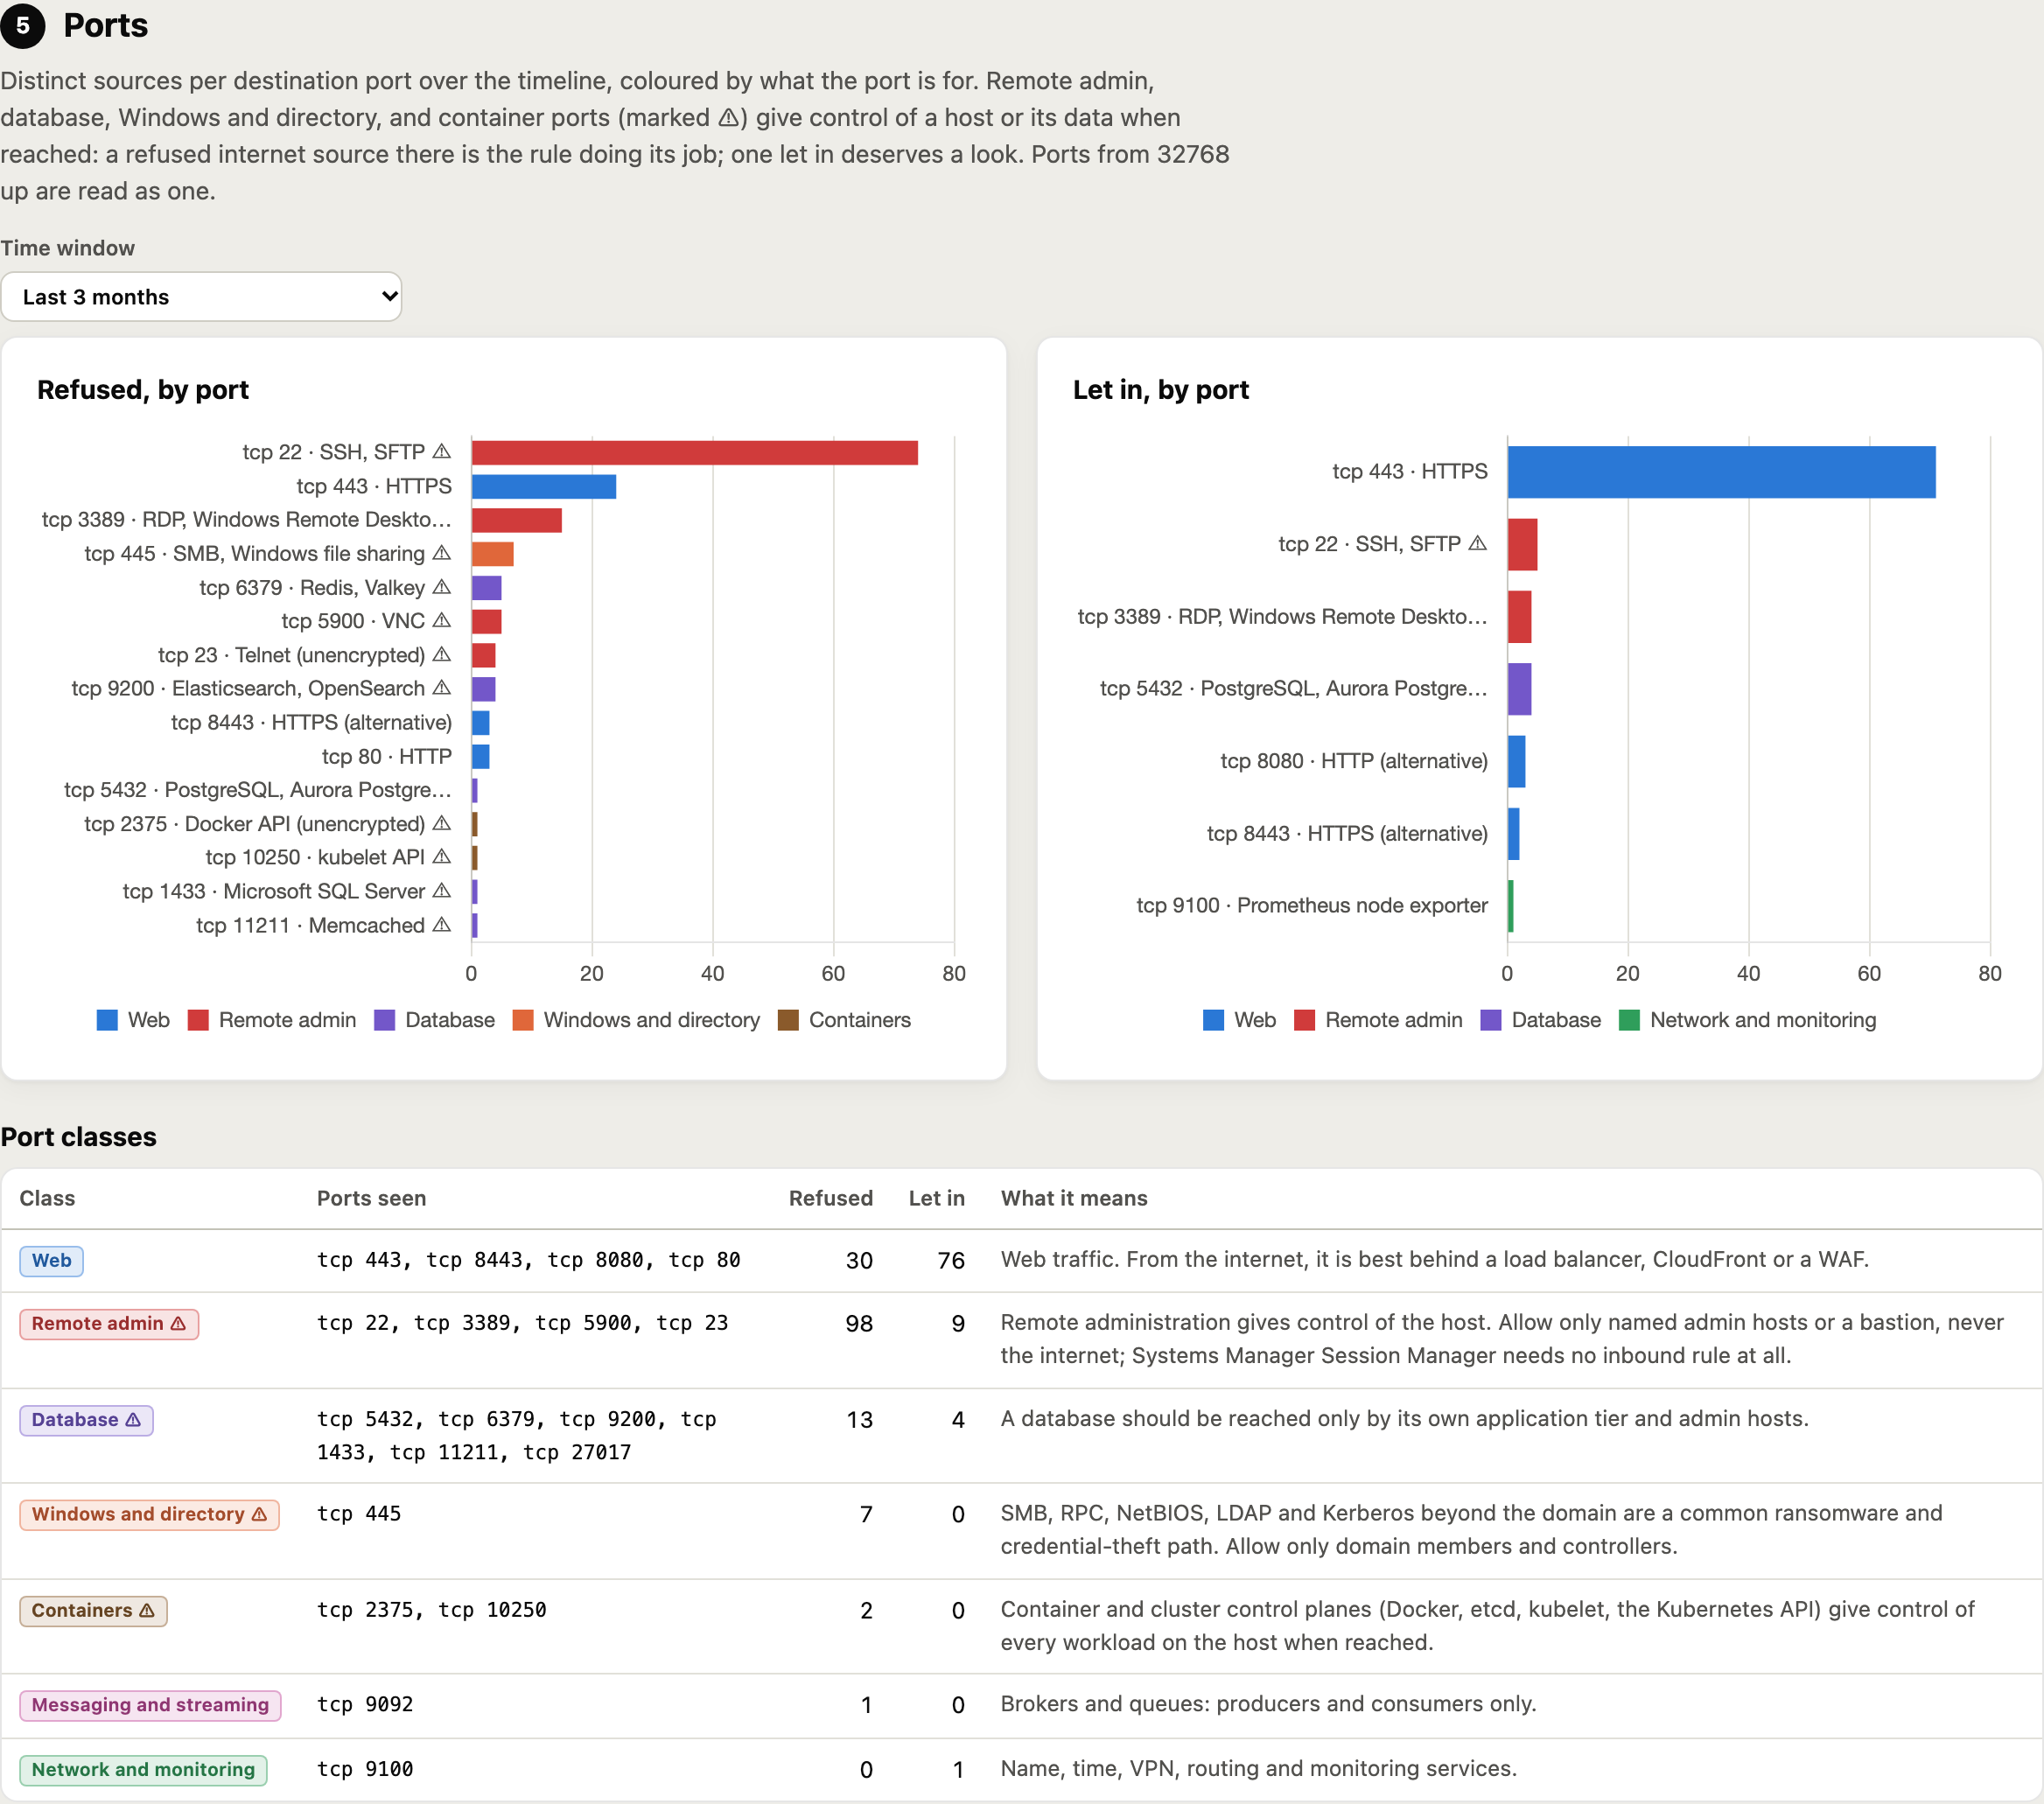 5 Ports
Distinct sources per destination port over the timeline, coloured by what the port is for. Remote admin,
database, Windows and directory, and container ports (marked ⚠) give control of a host or its data when
reached: a refused internet source there is the rule doing its job; one let in deserves a look. Ports from 32768
up are read as one.
Time window
Last 3 months
Refused, by port
tcp 22 · SSH, SFTP ⚠
tcp 443 · HTTPS
tcp 3389 · RDP, Windows Remote Deskto…
tcp 445 · SMB, Windows file sharing ⚠
tcp 6379 · Redis, Valkey ⚠
tcp 5900 · VNC ⚠
tcp 23 · Telnet (unencrypted) ⚠
tcp 9200 · Elasticsearch, OpenSearch ⚠
tcp 8443 · HTTPS (alternative)
tcp 80 · HTTP
tcp 5432 · PostgreSQL, Aurora Postgre…
tcp 2375 · Docker API (unencrypted) ⚠
tcp 10250 · kubelet API ⚠
tcp 1433 · Microsoft SQL Server ⚠
tcp 11211 · Memcached ⚠
0 20 40 60 80
Web Remote admin Database Windows and directory Containers
Let in, by port
tcp 443 · HTTPS
tcp 22 · SSH, SFTP ⚠
tcp 3389 · RDP, Windows Remote Deskto…
tcp 5432 · PostgreSQL, Aurora Postgre…
tcp 8080 · HTTP (alternative)
tcp 8443 · HTTPS (alternative)
tcp 9100 · Prometheus node exporter
0 20 40 60 80
Web Remote admin Database Network and monitoring
Port classes
Class Ports seen Refused Let in What it means
Web tcp 443, tcp 8443, tcp 8080, tcp 80 30 76 Web traffic. From the internet, it is best behind a load balancer, CloudFront or a WAF.
Remote admin ⚠ tcp 22, tcp 3389, tcp 5900, tcp 23 98 9 Remote administration gives control of the host. Allow only named admin hosts or a bastion, never
the internet; Systems Manager Session Manager needs no inbound rule at all.
Database ⚠ tcp 5432, tcp 6379, tcp 9200, tcp 13 4 A database should be reached only by its own application tier and admin hosts.
1433, tcp 11211, tcp 27017
Windows and directory ⚠ tcp 445 7 0 SMB, RPC, NetBIOS, LDAP and Kerberos beyond the domain are a common ransomware and
credential-theft path. Allow only domain members and controllers.
Containers ⚠ tcp 2375, tcp 10250 2 0 Container and cluster control planes (Docker, etcd, kubelet, the Kubernetes API) give control of
every workload on the host when reached.
Messaging and streaming tcp 9092 1 0 Brokers and queues: producers and consumers only.
Network and monitoring tcp 9100 0 1 Name, time, VPN, routing and monitoring services.